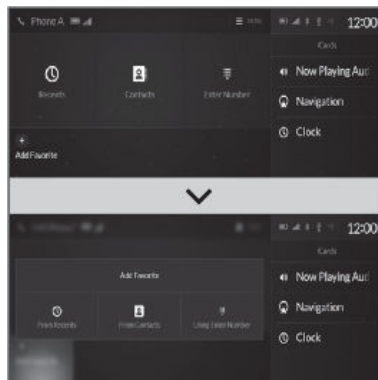 Phone A MENU 12:00
Cards
Recents Contacts Enter Number
Now Playing Aud
Navigation
Clock
Add Favorite
12:00
Cards
Add Favorite
Now Playing Aud
From Recents From Contacts Using Enter Number
Navigation
Clock